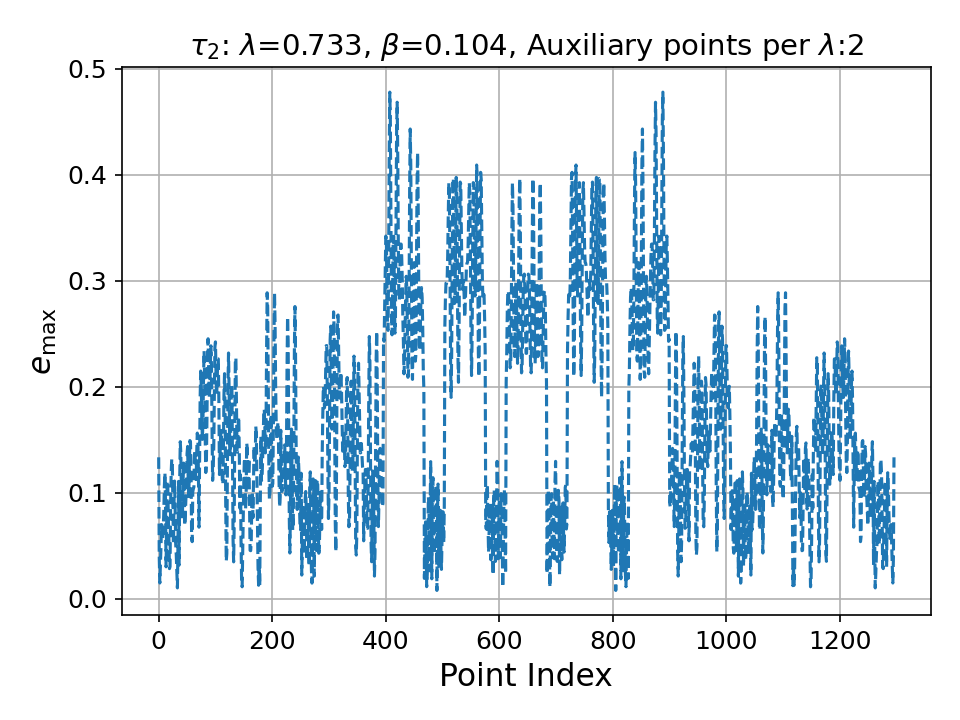 τ₂: λ=0.733, β=0.104, Auxiliary points per λ:2
0.5
0.4
0.3
0.2
0.1
0.0
e_max
0 200 400 600 800 1000 1200
Point Index